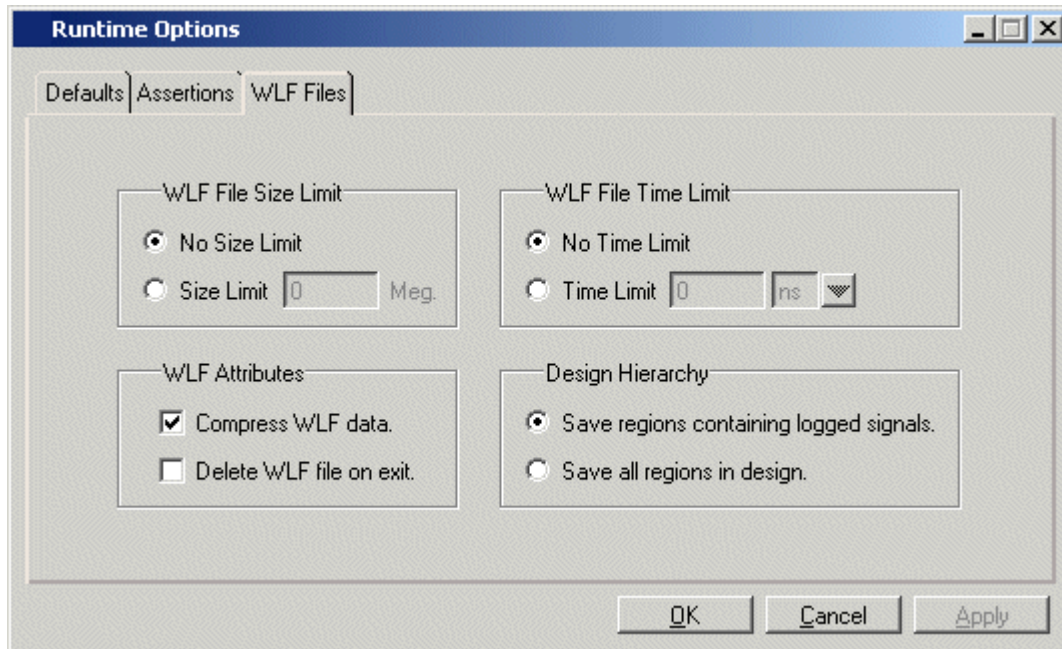 Runtime Options
Defaults Assertions WLF Files
WLF File Size Limit
No Size Limit
Size Limit 0 Meg.
WLF File Time Limit
No Time Limit
Time Limit 0 ns
WLF Attributes
Compress WLF data.
Delete WLF file on exit.
Design Hierarchy
Save regions containing logged signals.
Save all regions in design.
OK Cancel Apply